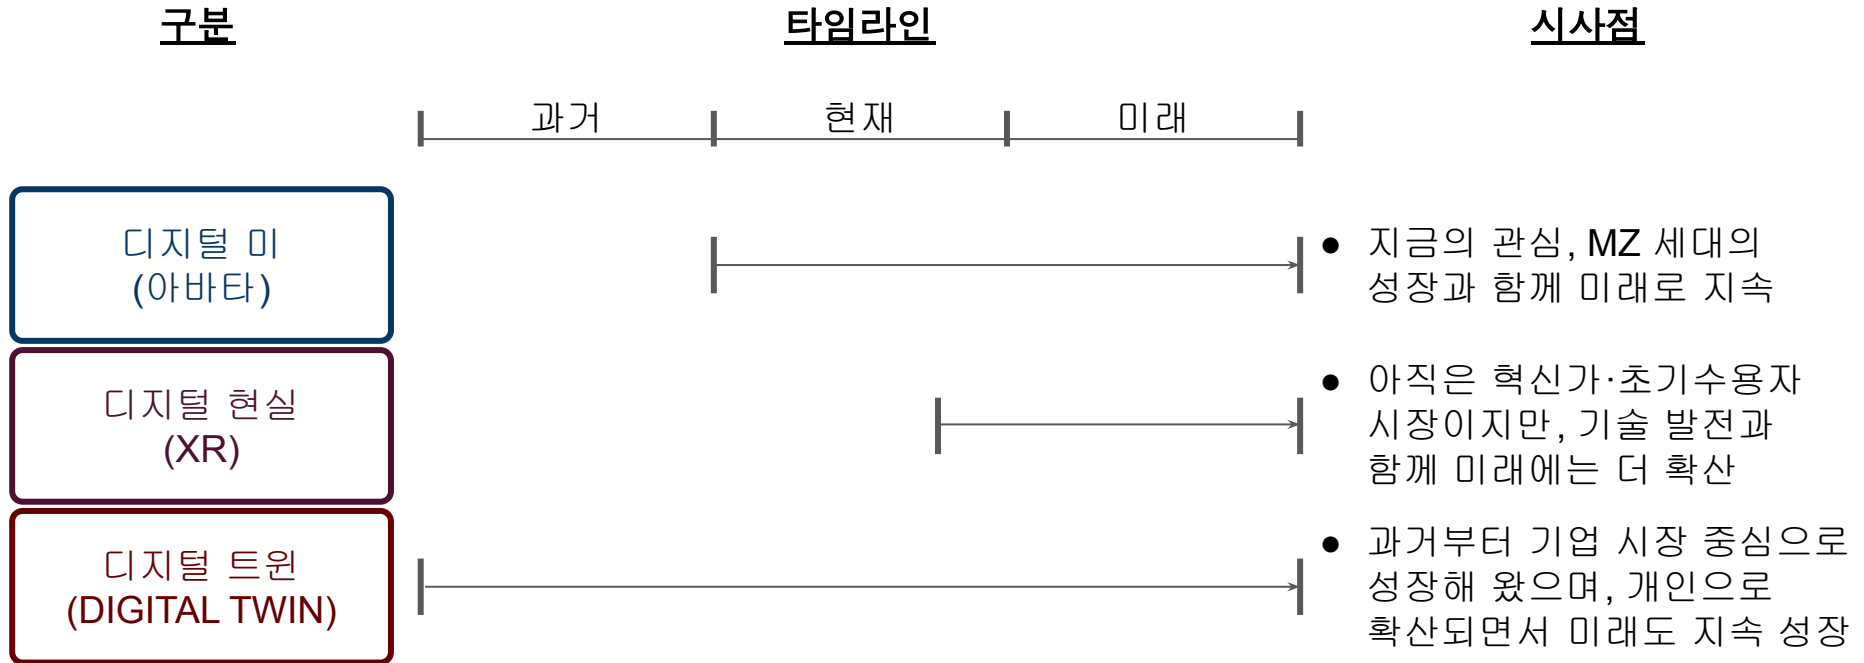 구분
타임라인
시사점
과거
현재
미래
디지털 미
(아바타)
● 지금의 관심, MZ 세대의
성장과 함께 미래로 지속
디지털 현실
(XR)
● 아직은 혁신가·초기수용자
시장이지만, 기술 발전과
함께 미래에는 더 확산
디지털 트윈
(DIGITAL TWIN)
● 과거부터 기업 시장 중심으로
성장해 왔으며, 개인으로
확산되면서 미래도 지속 성장